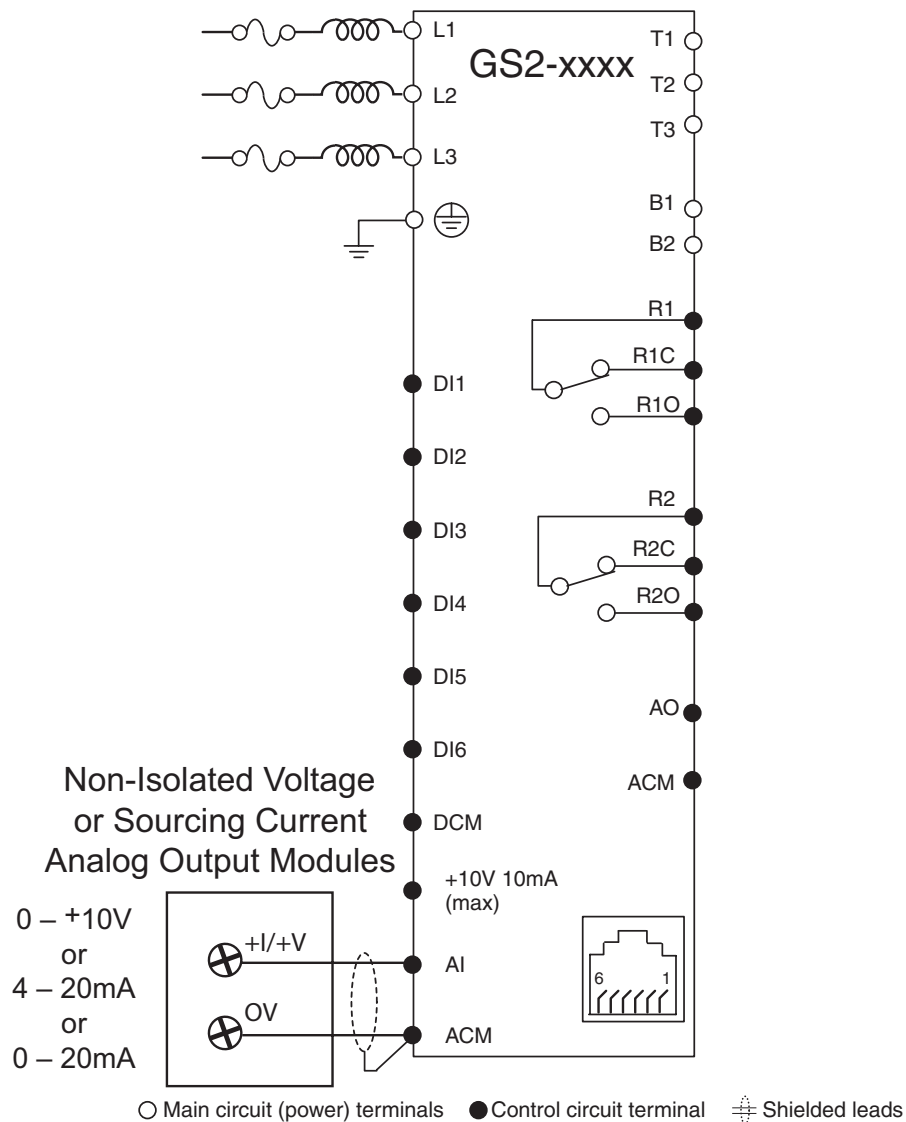 L1
GS2-xxxx
T1
L2
T2
L3
T3
B1
B2
R1
R1C
DI1
R1O
DI2
R2
DI3
R2C
DI4
R2O
DI5
AO
DI6
ACM
Non-Isolated Voltage
or Sourcing Current
Analog Output Modules
DCM
+10V 10mA
(max)
0 – +10V
or
4 – 20mA
or
0 – 20mA
+I/+V
AI
OV
ACM
6 1
Main circuit (power) terminals Control circuit terminal Shielded leads